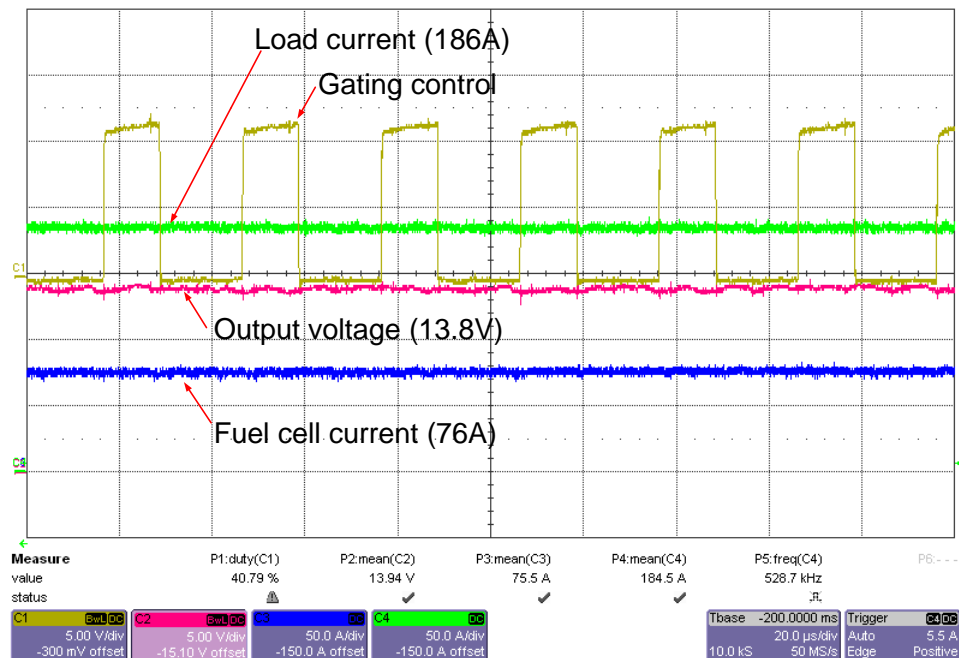 Load current (186A)
Gating control
C1
Output voltage (13.8V)
Fuel cell current (76A)
Measure P1:duty(C1) P2:mean(C2) P3:mean(C3) P4:mean(C4) P5:freq(C4) P6:- - -
value 40.79 % 13.94 V 75.5 A 184.5 A 528.7 kHz
status
C1 BwL DC C2 BwL DC C3 DC C4 DC Tbase -200.0000 ms Trigger C4 DC
5.00 V/div 5.00 V/div 50.0 A/div 50.0 A/div 20.0 µs/div Auto 5.5 A
-300 mV offset -15.10 V offset -150.0 A offset -150.0 A offset 10.0 kS 50 MS/s Edge Positive